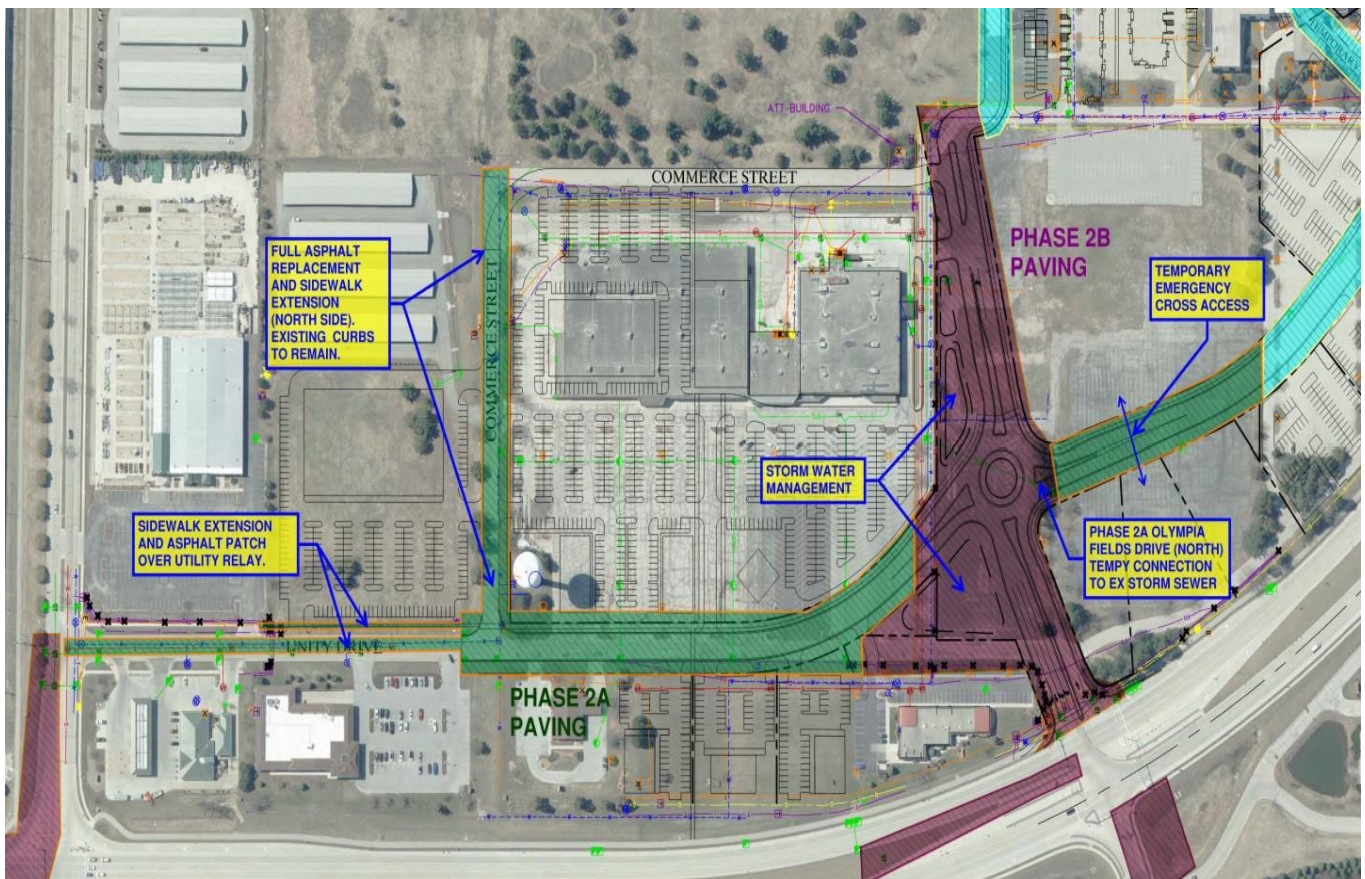 TEMPORARY
ATT-BUILDING
COMMERCE STREET
FULL ASPHALT
REPLACEMENT
AND SIDEWALK
EXTENSION
(NORTH SIDE).
EXISTING CURBS
TO REMAIN.
COMMERCE STREET
PHASE 2B
PAVING
TEMPORARY
EMERGENCY
CROSS ACCESS
STORM WATER
MANAGEMENT
SIDEWALK EXTENSION
AND ASPHALT PATCH
OVER UTILITY RELAY.
PHASE 2A OLYMPIA
FIELDS DRIVE (NORTH)
TEMPY CONNECTION
TO EX STORM SEWER
UNITY DRIVE
PHASE 2A
PAVING